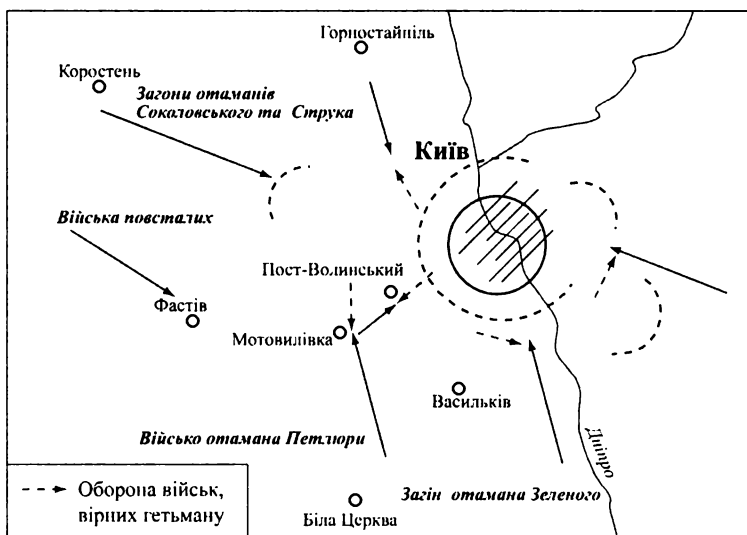 Горностайпіль
Коростень
Загони отаманів
Сокаловського та Струка
Київ
Війська повсталих
Пост-Волинський
Фастів
Мотовилівка
Васильків
Військо отамана Петлюри
Дніпро
Оборона військ,
вірних гетьману
Загін отамана Зеленого
Біла Церква